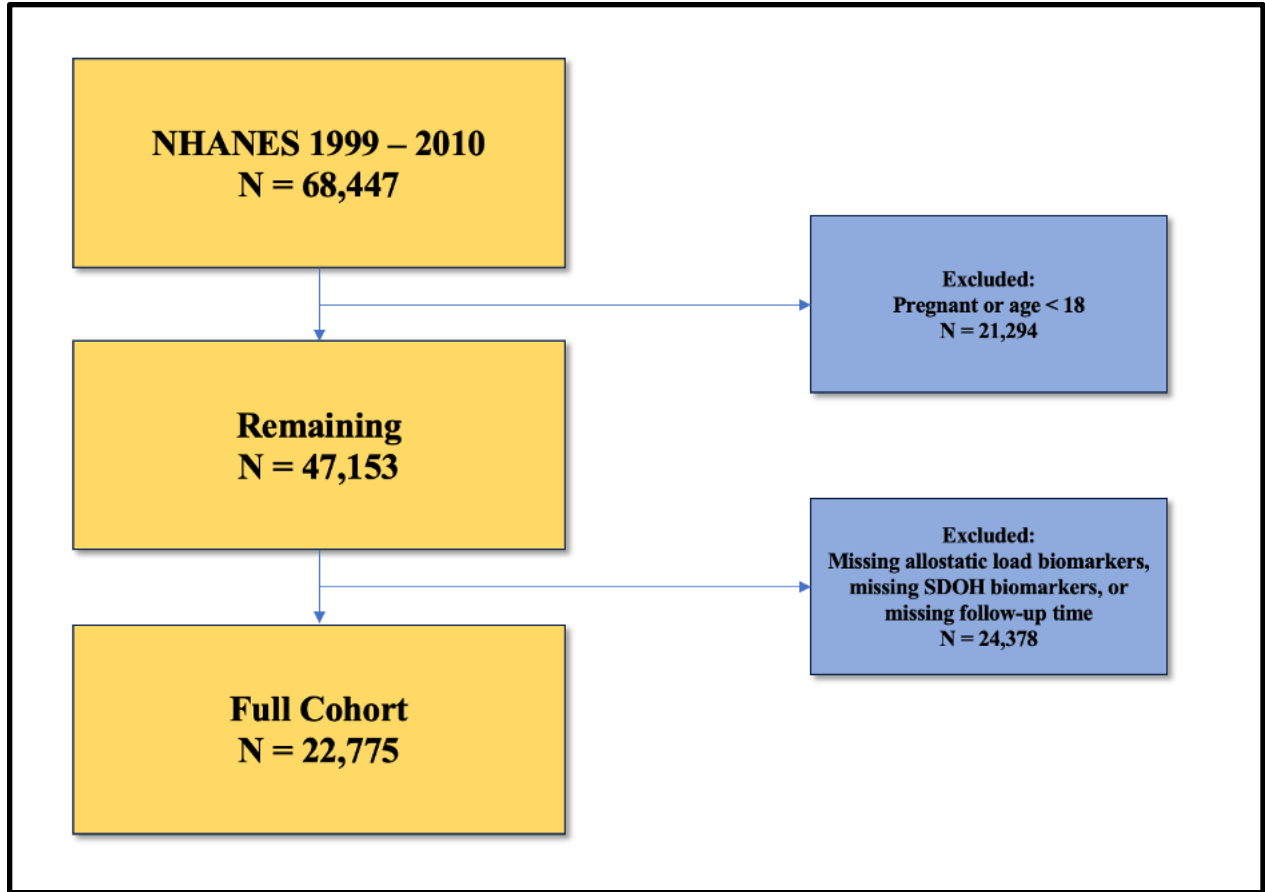 NHANES 1999 – 2010
N = 68,447
Excluded:
Pregnant or age < 18
N = 21,294
Remaining
N = 47,153
Excluded:
Missing allostatic load biomarkers,
missing SDOH biomarkers, or
missing follow-up time
N = 24,378
Full Cohort
N = 22,775